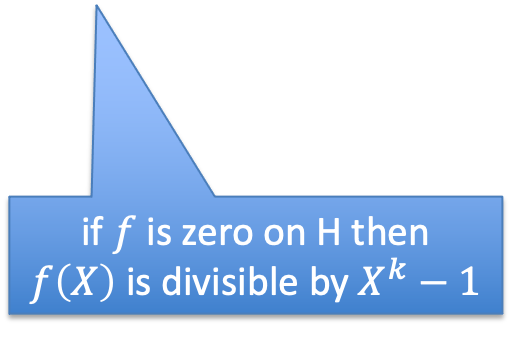 if f is zero on H then
f(X) is divisible by X^k − 1